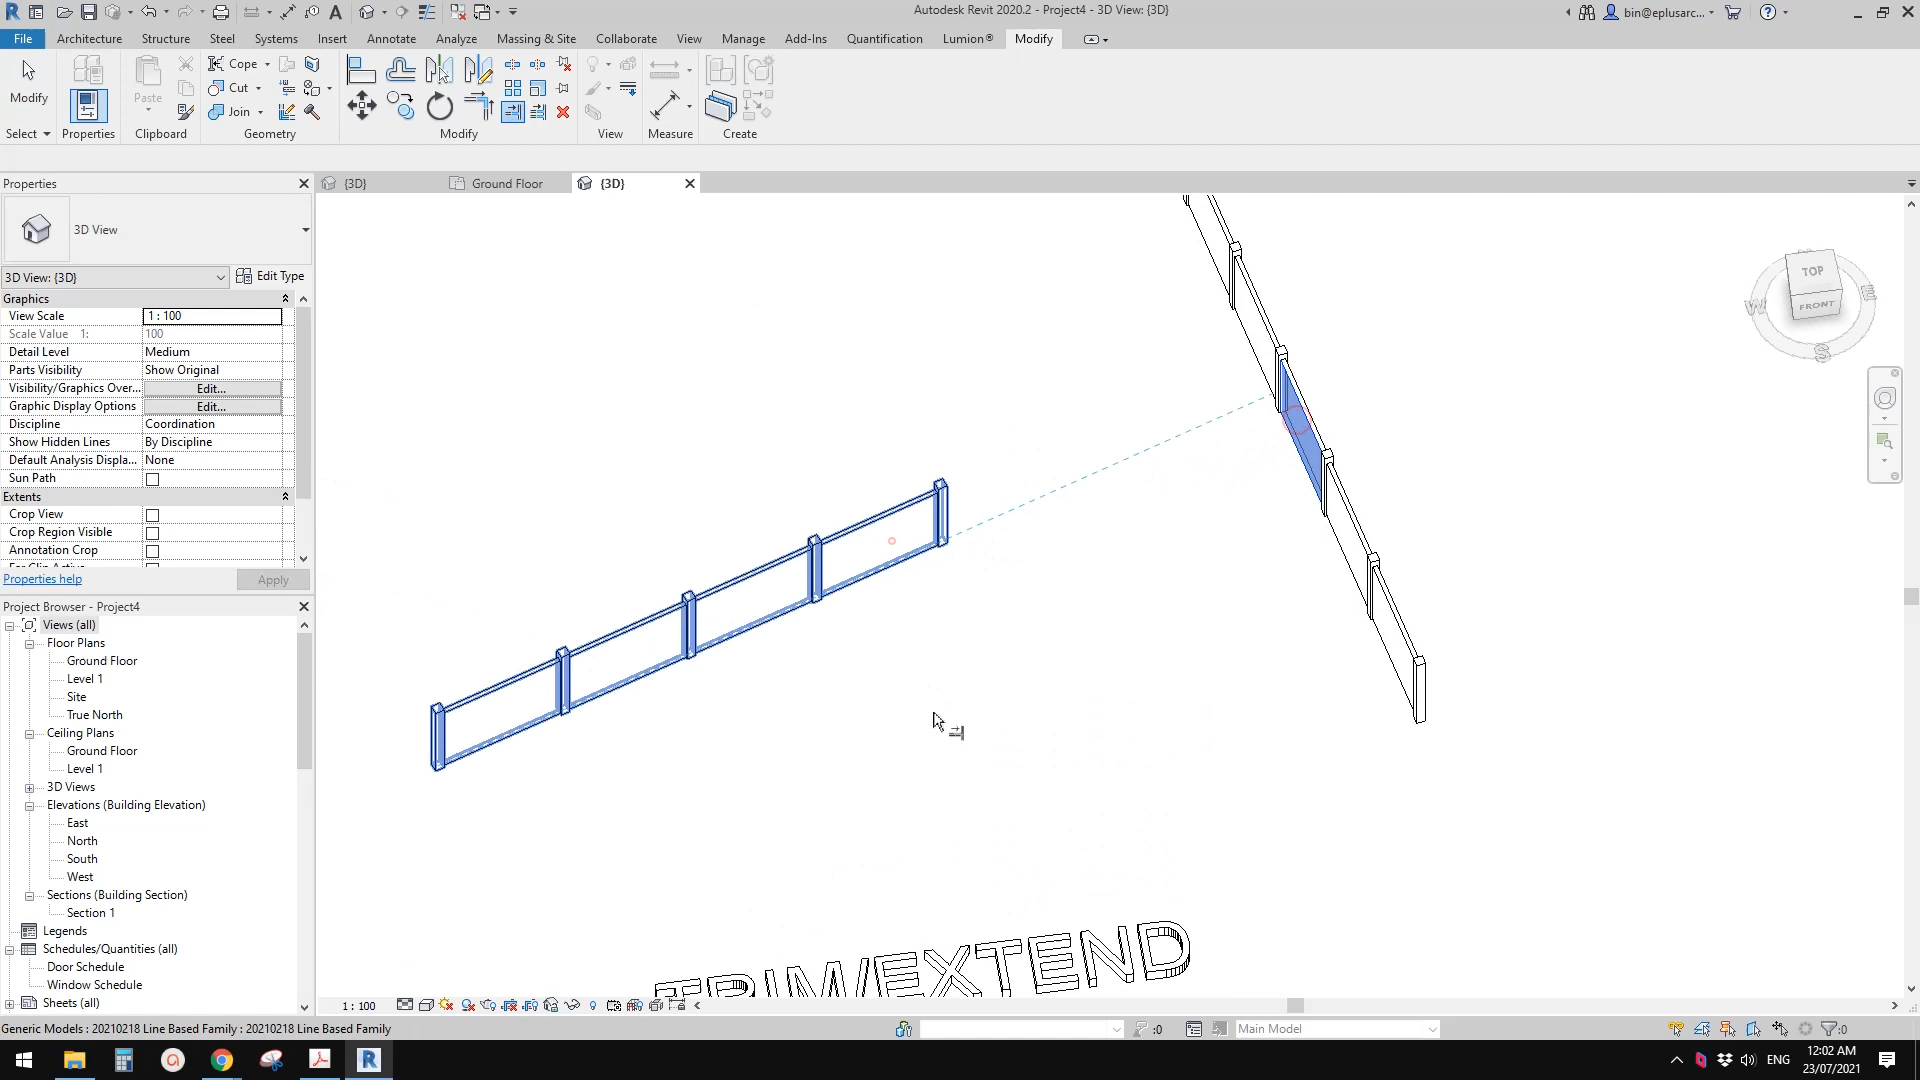 Autodesk Revit 2020.2 - Project4 - 3D View: {3D}
bin@eplusarc...
File Architecture Structure Steel Systems Insert Annotate Analyze Massing & Site Collaborate View Manage Add-Ins Quantification Lumion® Modify
Modify
Select
Properties
Paste
Clipboard
Cope
Cut
Join
Geometry
Modify
View
Measure
Create
Properties
{3D}
Ground Floor
{3D}
3D View
3D View: {3D}
Edit Type
Graphics
View Scale 1 : 100
Scale Value 1: 100
Detail Level Medium
Parts Visibility Show Original
Visibility/Graphics Over... Edit...
Graphic Display Options Edit...
Discipline Coordination
Show Hidden Lines By Discipline
Default Analysis Displa... None
Sun Path
Extents
Crop View
Crop Region Visible
Annotation Crop
Properties help
Apply
Project Browser - Project4
Views (all)
Floor Plans
Ground Floor
Level 1
Site
True North
Ceiling Plans
Ground Floor
Level 1
3D Views
Elevations (Building Elevation)
East
North
South
West
Sections (Building Section)
Section 1
Legends
Schedules/Quantities (all)
Door Schedule
Window Schedule
Sheets (all)
TOP
FRONT
W
E
S
TRIM/EXTEND
1 : 100
Generic Models : 20210218 Line Based Family : 20210218 Line Based Family
:0
Main Model
:0
ENG
12:02 AM
23/07/2021